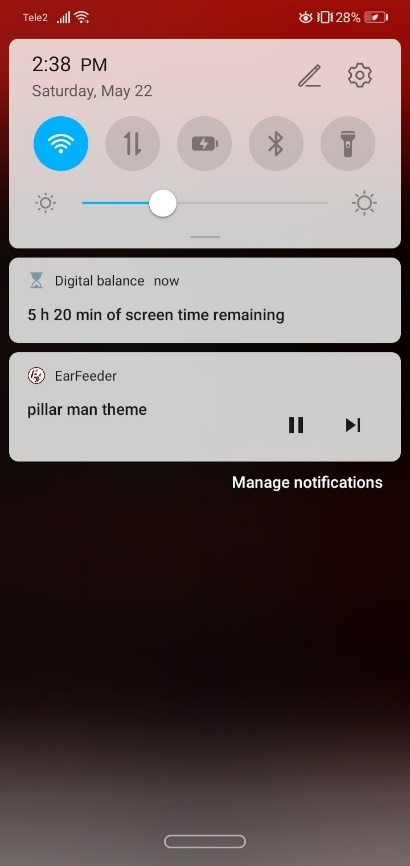 Tele2 28%
2:38 PM
Saturday, May 22
Digital balance now
5 h 20 min of screen time remaining
EarFeeder
pillar man theme
Manage notifications